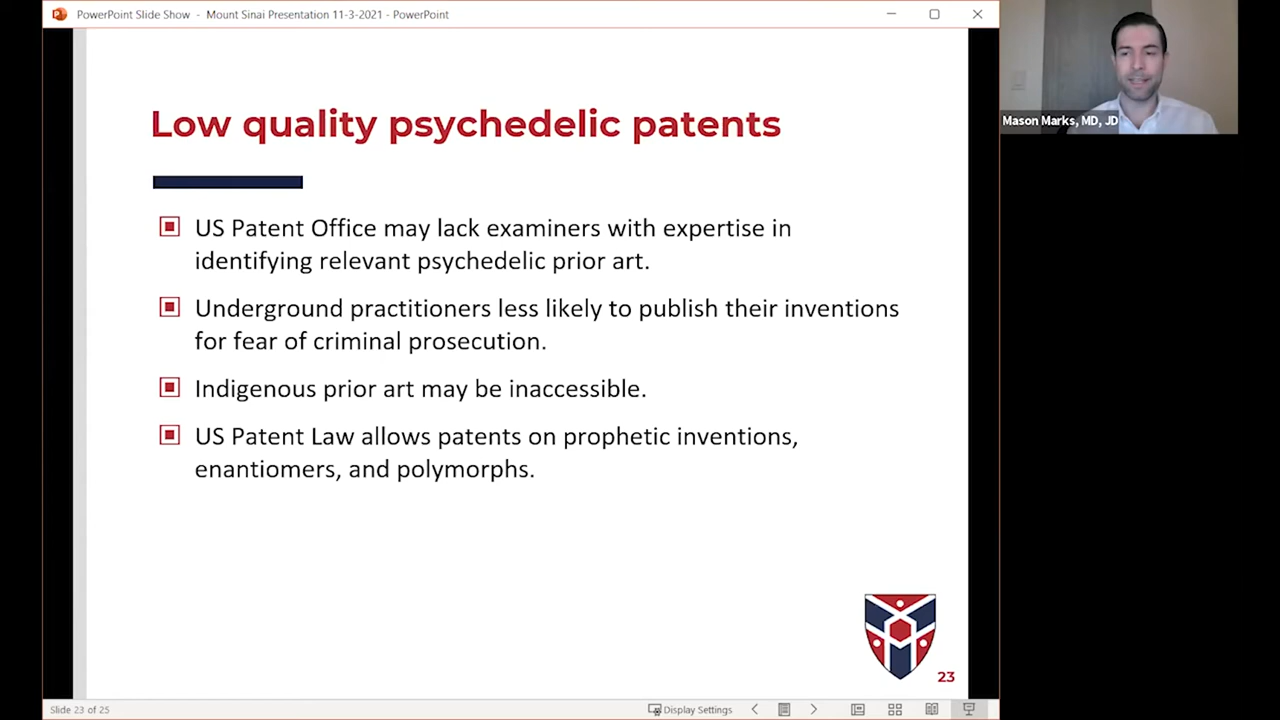 PowerPoint Slide Show - Mount Sinai Presentation 11-3-2021 - PowerPoint
Mason Marks, MD, JD
Low quality psychedelic patents
US Patent Office may lack examiners with expertise in
identifying relevant psychedelic prior art.
Underground practitioners less likely to publish their inventions
for fear of criminal prosecution.
Indigenous prior art may be inaccessible.
US Patent Law allows patents on prophetic inventions,
enantiomers, and polymorphs.
23
Slide 23 of 25
Display Settings